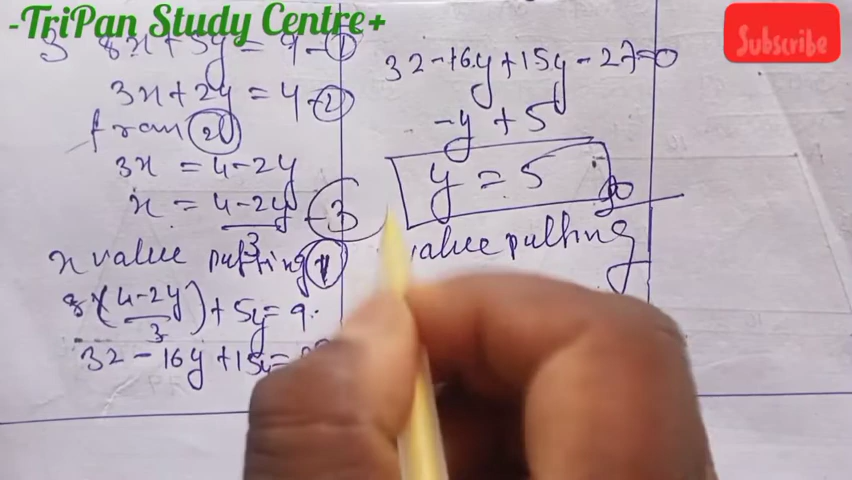 -TriPan Study Centre+
Subscribe
3 8x + 5y = 9 - ①
3x + 2y = 4 - ②
fran ②
3x = 4 - 2y
x = 4-2y/3 - ③
x value putting ①
8×(4-2y/3) + 5y = 9
32 - 16y + 15y =
32 - 16y + 15y - 27 = 0
-y + 5
y = 5
value putting